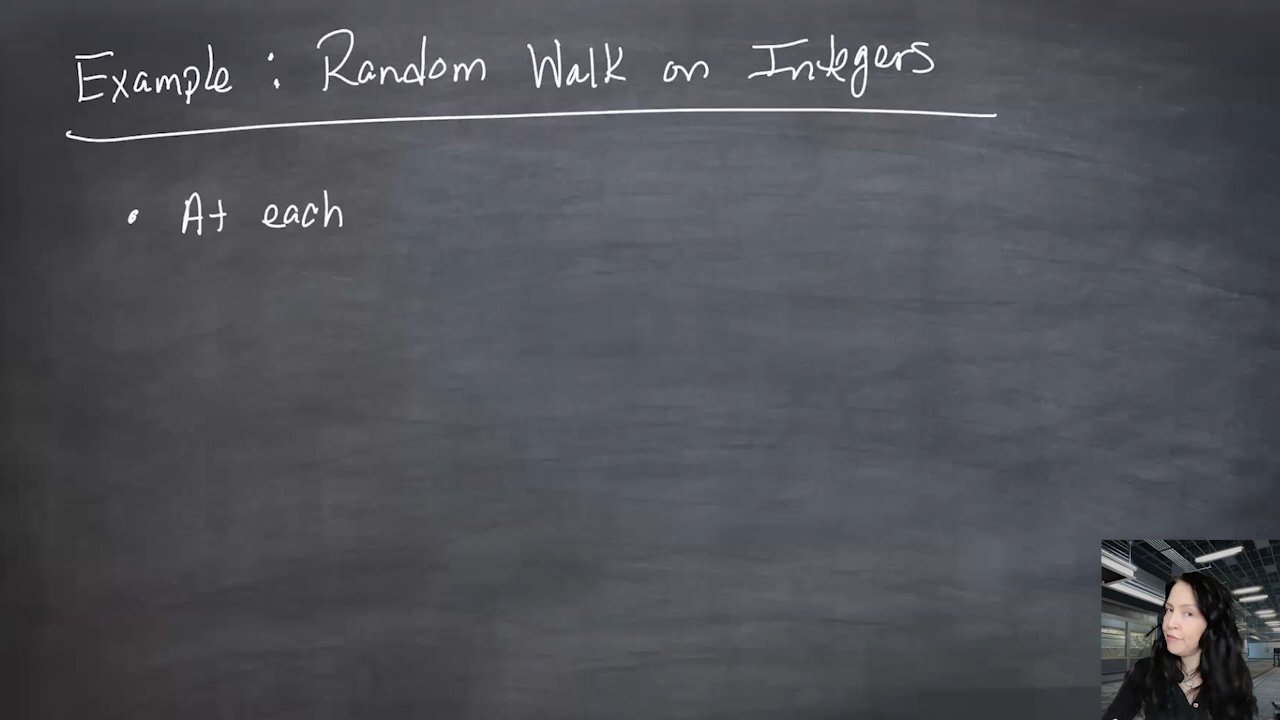 Example : Random Walk on Integers
• At each